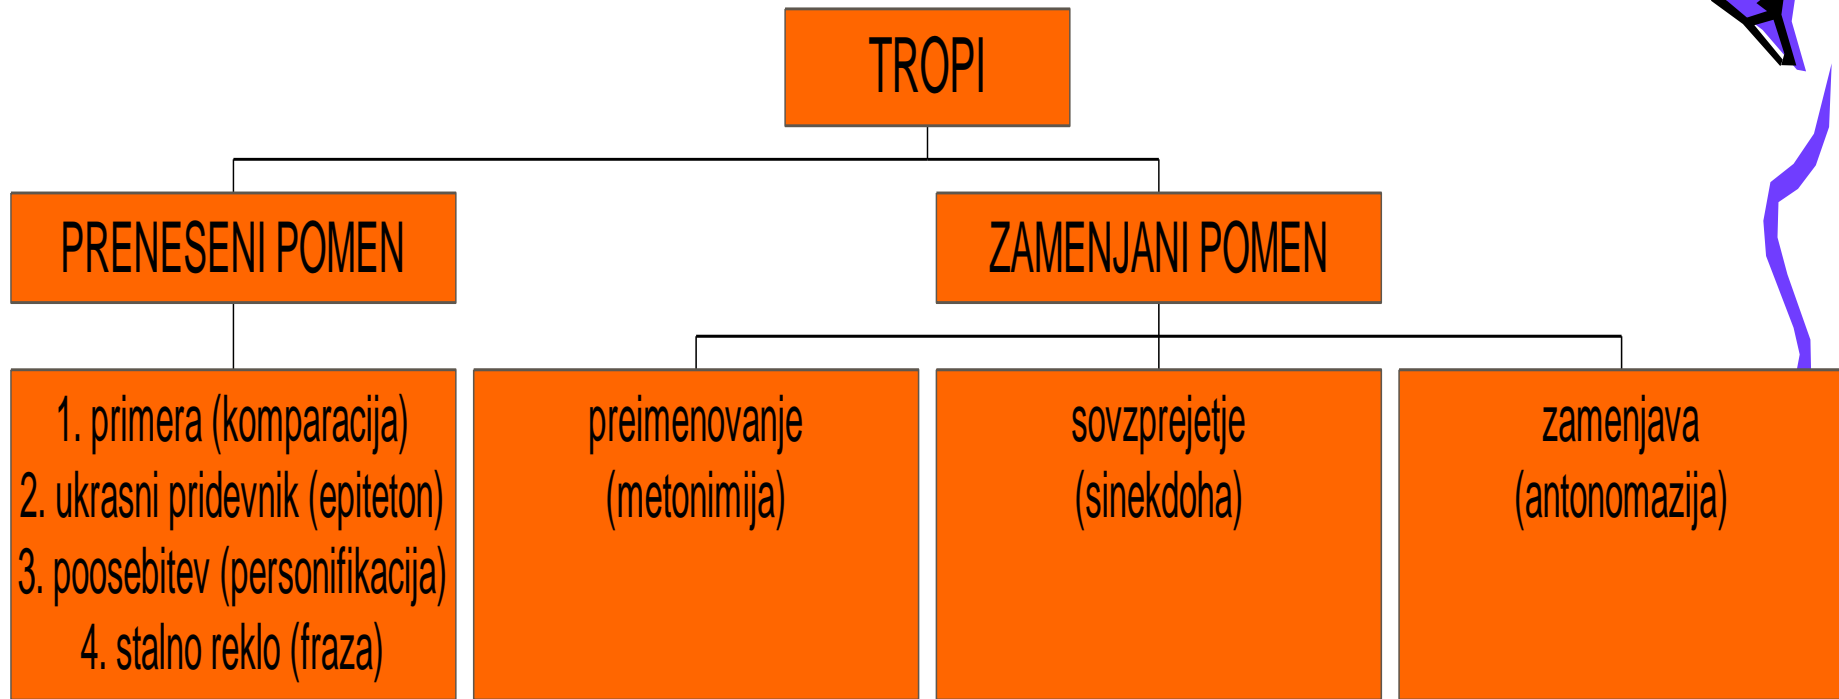 TROPI
PRENESENI POMEN
ZAMENJANI POMEN
1. primera (komparacija)
2. ukrasni pridevnik (epiteton)
3. poosebitev (personifikacija)
4. stalno reklo (fraza)
preimenovanje
(metonimija)
sovzprejetje
(sinekdoha)
zamenjava
(antonomazija)